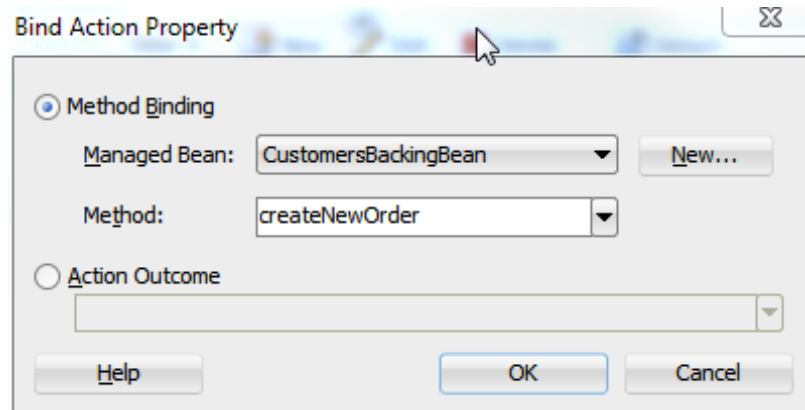 Bind Action Property
Method Binding
Managed Bean: CustomersBackingBean New...
Method: createNewOrder
Action Outcome
Help OK Cancel